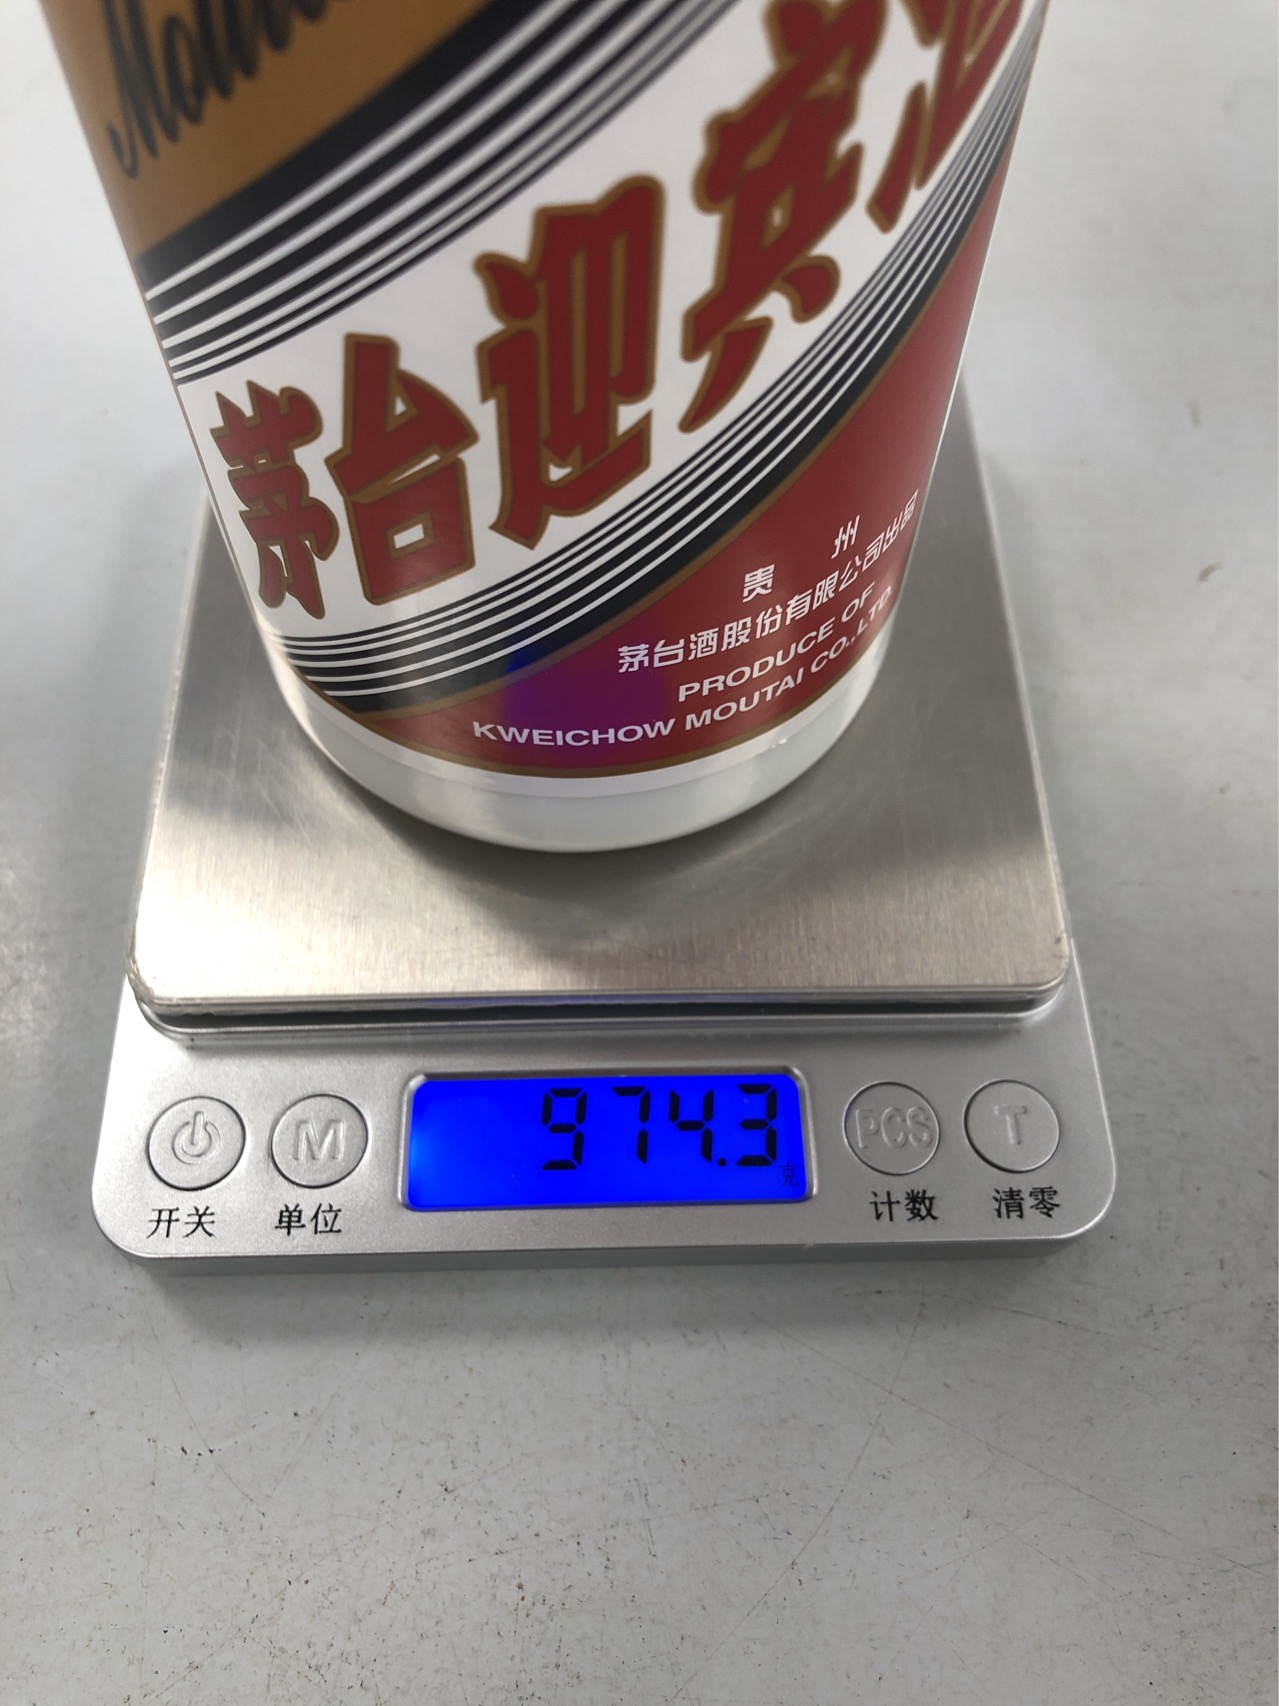 茅台迎宾酒
贵州
茅台酒股份有限公司出品
PRODUCE OF
KWEICHOW MOUTAI CO.,LTD.
974.3
克
M
PCS
T
开关
单位
计数
清零